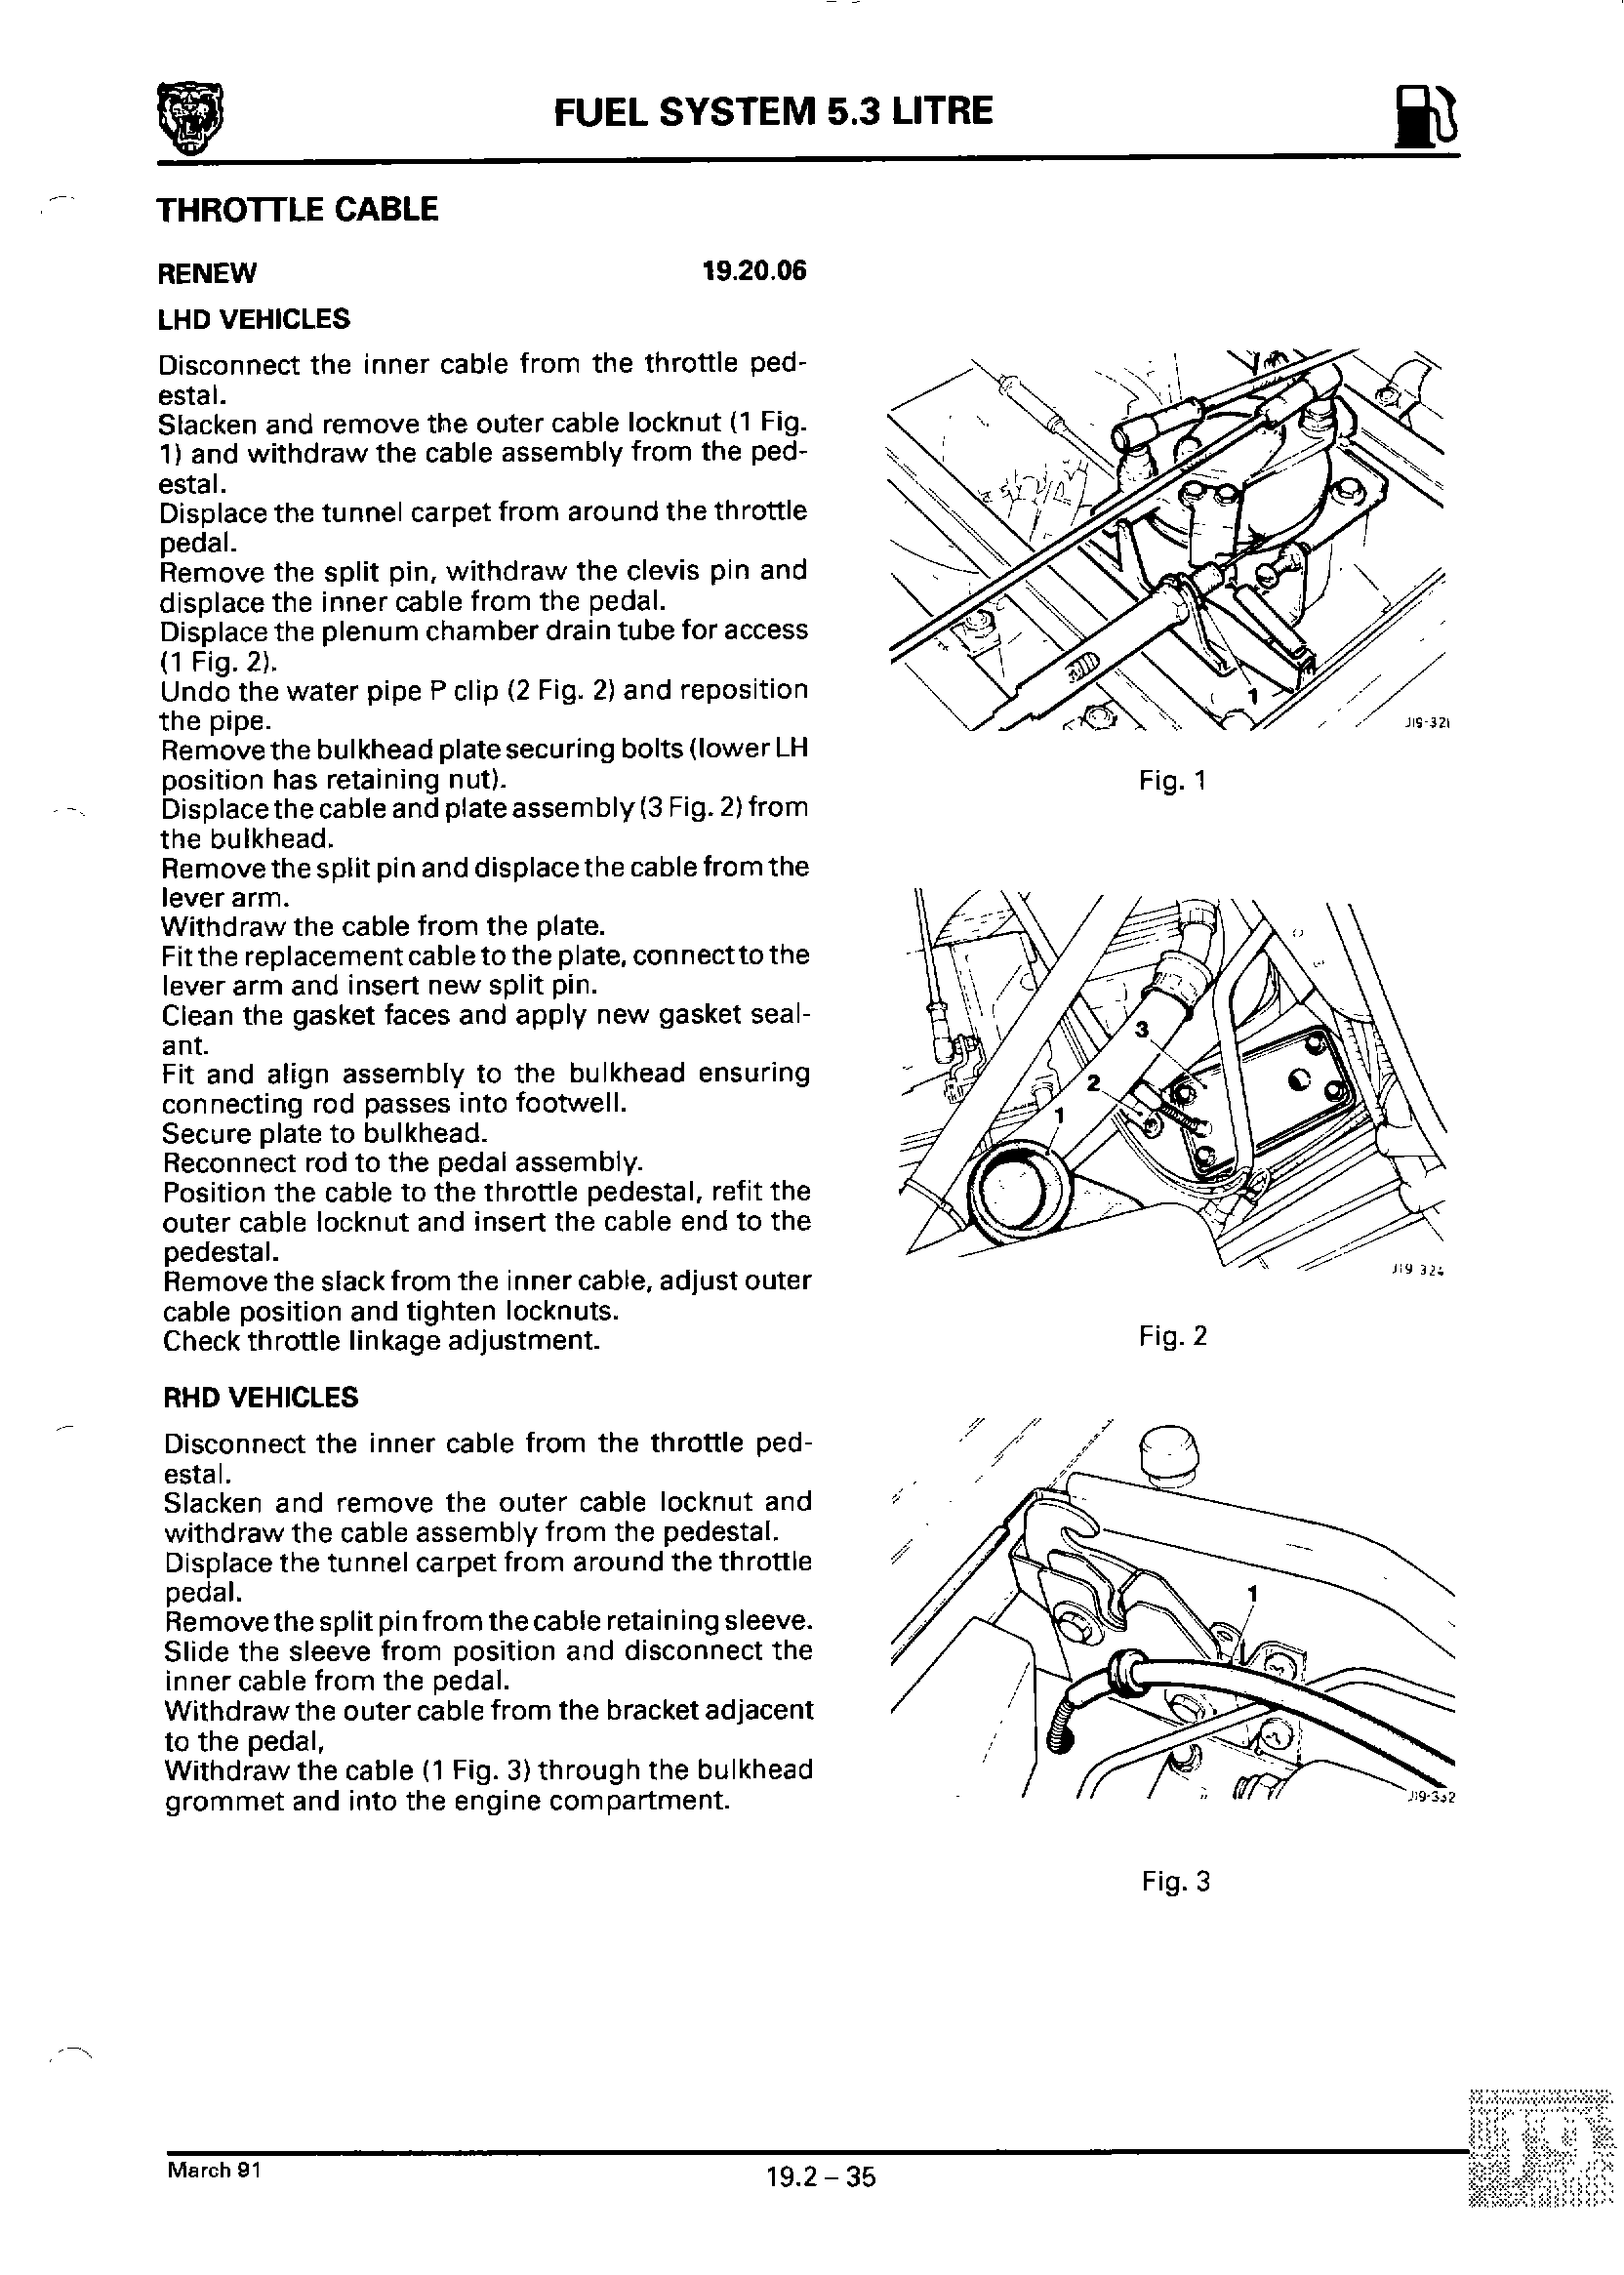 FUEL SYSTEM 5.3 LITRE
THROTTLE CABLE
RENEW 19.20.06
LHD VEHICLES
Disconnect the inner cable from the throttle ped-
estal.
Slacken and remove the outer cable locknut (1 Fig.
1) and withdraw the cable assembly from the ped-
estal.
Displace the tunnel carpet from around the throttle
pedal.
Remove the split pin, withdraw the clevis pin and
displace the inner cable from the pedal.
Displace the plenum chamber drain tube for access
(1 Fig. 2).
Undo the water pipe P clip (2 Fig. 2) and reposition
the pipe.
Remove the bulkhead plate securing bolts (lower LH
position has retaining nut).
Displace the cable and plate assembly (3 Fig. 2) from
the bulkhead.
Remove the split pin and displace the cable from the
lever arm.
Withdraw the cable from the plate.
Fit the replacement cable to the plate, connect to the
lever arm and insert new split pin.
Clean the gasket faces and apply new gasket seal-
ant.
Fit and align assembly to the bulkhead ensuring
connecting rod passes into footwell.
Secure plate to bulkhead.
Reconnect rod to the pedal assembly.
Position the cable to the throttle pedestal, refit the
outer cable locknut and insert the cable end to the
pedestal.
Remove the slack from the inner cable, adjust outer
cable position and tighten locknuts.
Check throttle linkage adjustment.
RHD VEHICLES
Disconnect the inner cable from the throttle ped-
estal.
Slacken and remove the outer cable locknut and
withdraw the cable assembly from the pedestal.
Displace the tunnel carpet from around the throttle
pedal.
Remove the split pin from the cable retaining sleeve.
Slide the sleeve from position and disconnect the
inner cable from the pedal.
Withdraw the outer cable from the bracket adjacent
to the pedal,
Withdraw the cable (1 Fig. 3) through the bulkhead
grommet and into the engine compartment.
1
J19-321
Fig. 1
3
2
1
J19 324
Fig. 2
1
J19-332
Fig. 3
19
March 91
19.2 – 35